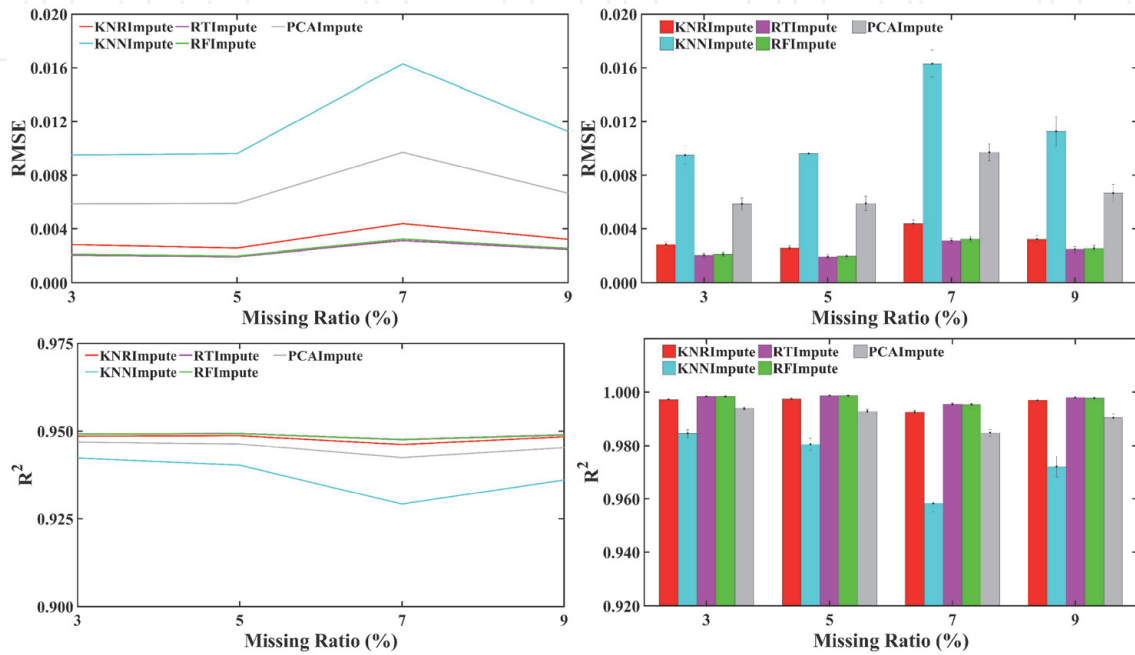 KNRImpute RTImpute PCAImpute
KNNImpute RFImpute
0.020
0.016
0.012
0.008
0.004
0.000
RMSE
3 5 7 9
Missing Ratio (%)
KNRImpute RTImpute PCAImpute
KNNImpute RFImpute
0.020
0.016
0.012
0.008
0.004
0.000
RMSE
3 5 7 9
Missing Ratio (%)
KNRImpute RTImpute PCAImpute
KNNImpute RFImpute
0.975
0.950
0.925
0.900
R²
3 5 7 9
Missing Ratio (%)
KNRImpute RTImpute PCAImpute
KNNImpute RFImpute
1.000
0.980
0.960
0.940
0.920
R²
3 5 7 9
Missing Ratio (%)